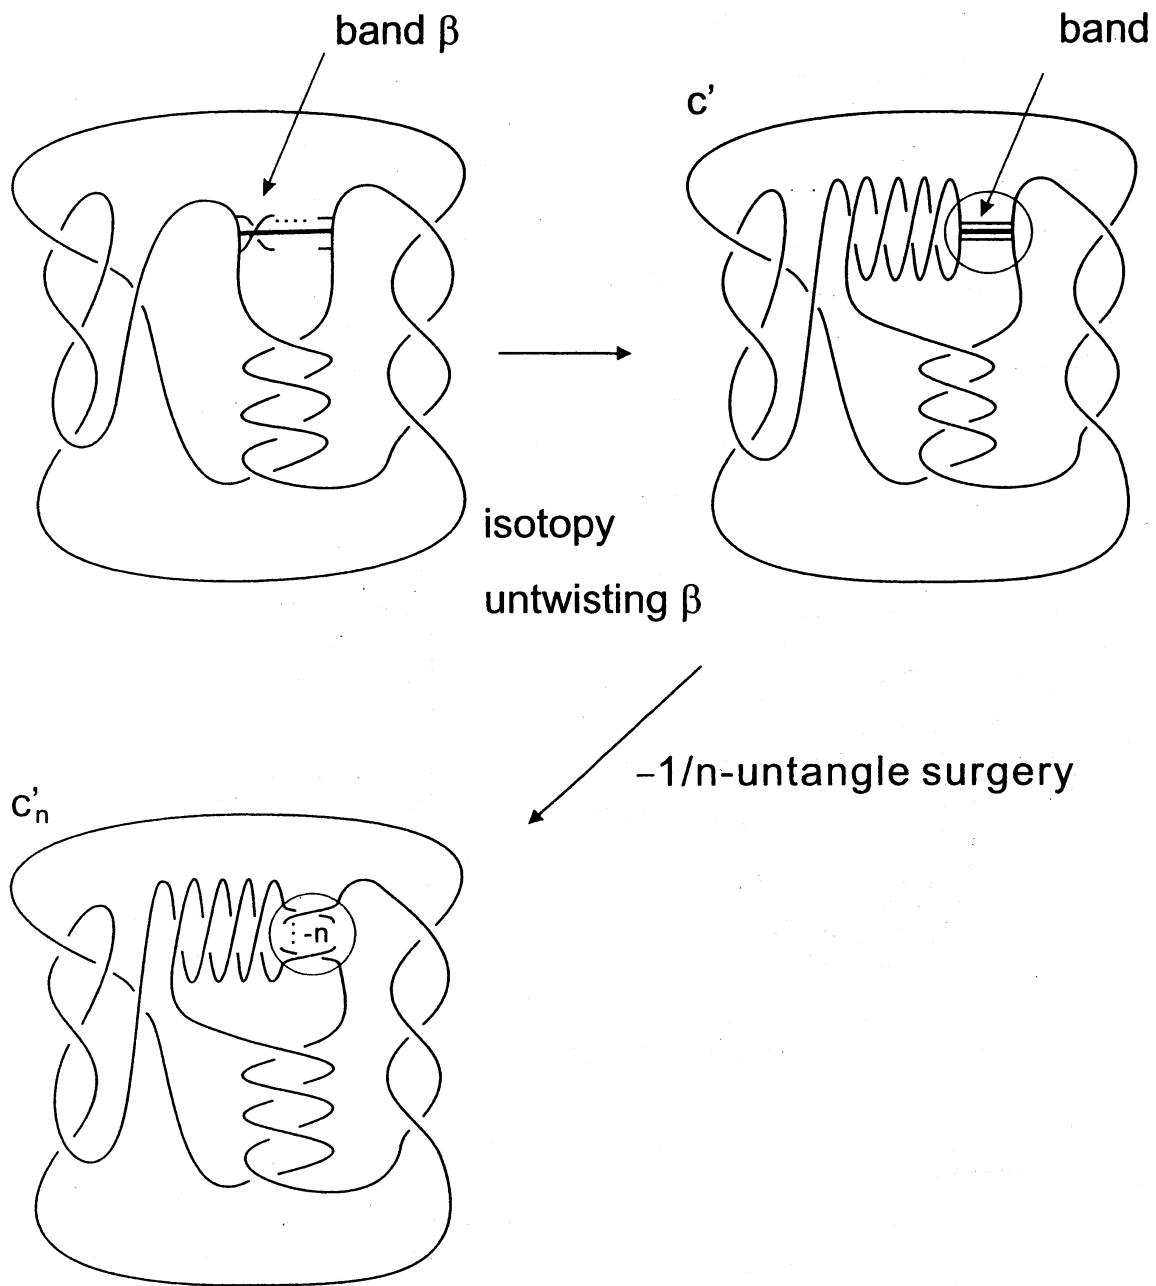 band β
band
c'
isotopy
untwisting β
–1/n-untangle surgery
c'n
-n